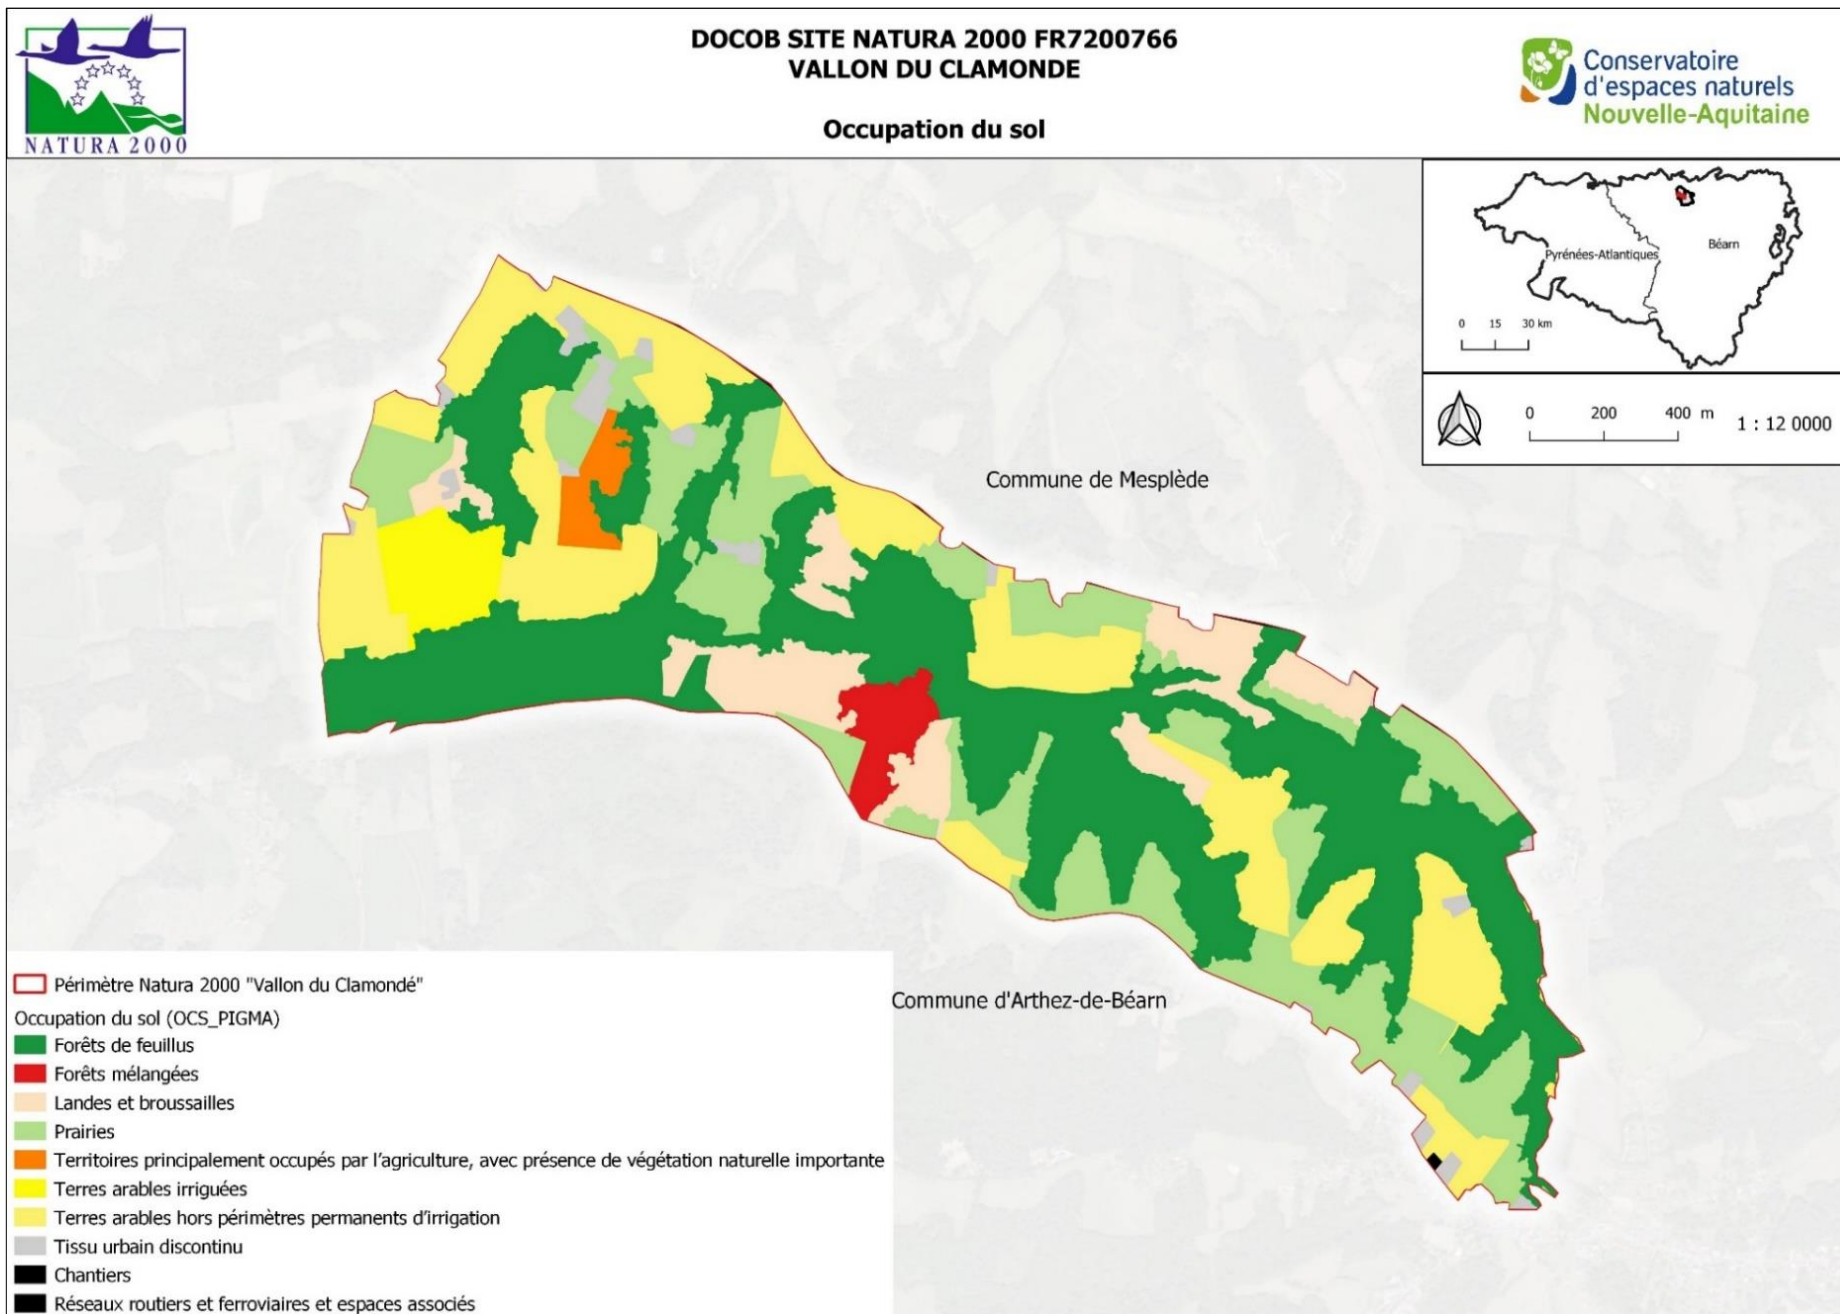 DOCOB SITE NATURA 2000 FR7200766
VALLON DU CLAMONDE
Occupation du sol
NATURA 2000
Conservatoire
d'espaces naturels
Nouvelle-Aquitaine
Pyrénées-Atlantiques
Béarn
0 15 30 km
0 200 400 m 1 : 12 0000
Commune de Mesplède
Commune d'Arthez-de-Béarn
Périmètre Natura 2000 "Vallon du Clamondé"
Occupation du sol (OCS_PIGMA)
Forêts de feuillus
Forêts mélangées
Landes et broussailles
Prairies
Territoires principalement occupés par l'agriculture, avec présence de végétation naturelle importante
Terres arables irriguées
Terres arables hors périmètres permanents d'irrigation
Tissu urbain discontinu
Chantiers
Réseaux routiers et ferroviaires et espaces associés